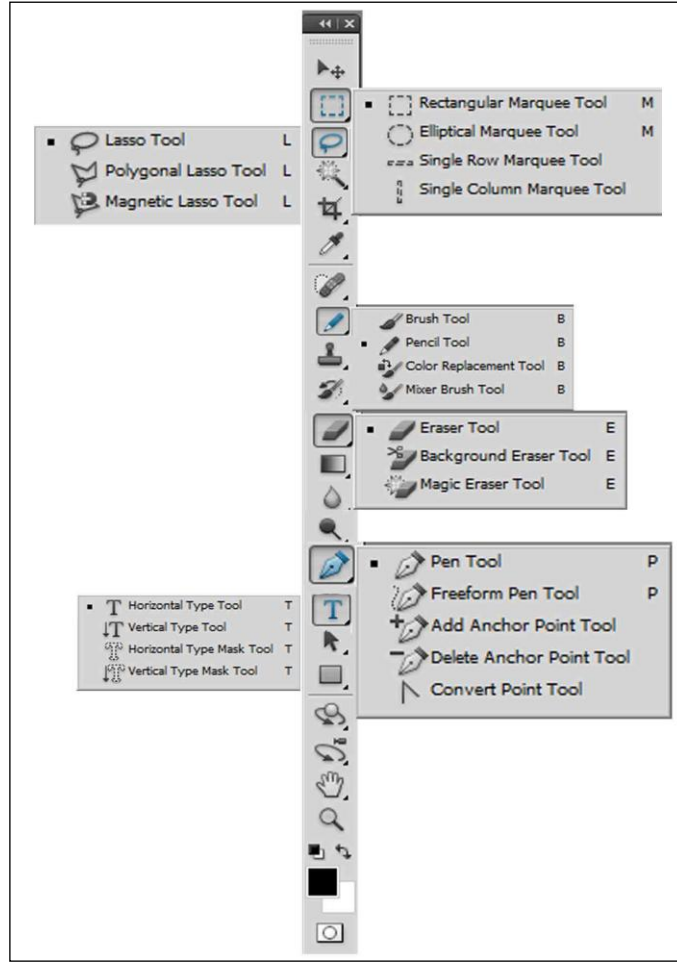 Rectangular Marquee Tool M
Elliptical Marquee Tool M
Single Row Marquee Tool
Single Column Marquee Tool
Lasso Tool L
Polygonal Lasso Tool L
Magnetic Lasso Tool L
Brush Tool B
Pencil Tool B
Color Replacement Tool B
Mixer Brush Tool B
Eraser Tool E
Background Eraser Tool E
Magic Eraser Tool E
Pen Tool P
Freeform Pen Tool P
Add Anchor Point Tool
Delete Anchor Point Tool
Convert Point Tool
Horizontal Type Tool T
Vertical Type Tool T
Horizontal Type Mask Tool T
Vertical Type Mask Tool T